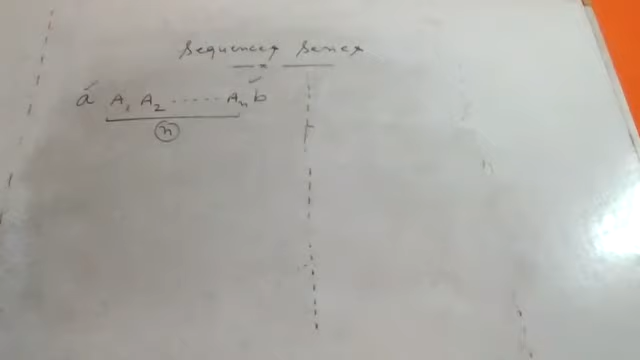 Sequences Series
a A₁ A₂ ...... Aₙ b
n